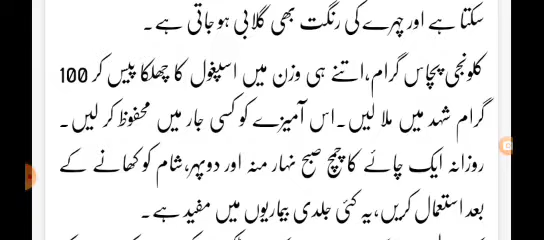 سکتا ہے اور چہرے کی رنگت بھی گلابی ہو جاتی ہے۔
کلونجی پچاس گرام،اتنے ہی وزن میں اسپغول کا چھلکا پیس کر 100
گرام شہد میں ملا لیں۔اس آمیزے کو کسی جار میں محفوظ کر لیں۔
روزانہ ایک چائے کا چمچ صبح نہار منہ اور دوپہر،شام کو کھانے کے
بعد استعمال کریں،یہ کئی جلدی بیماریوں میں مفید ہے۔